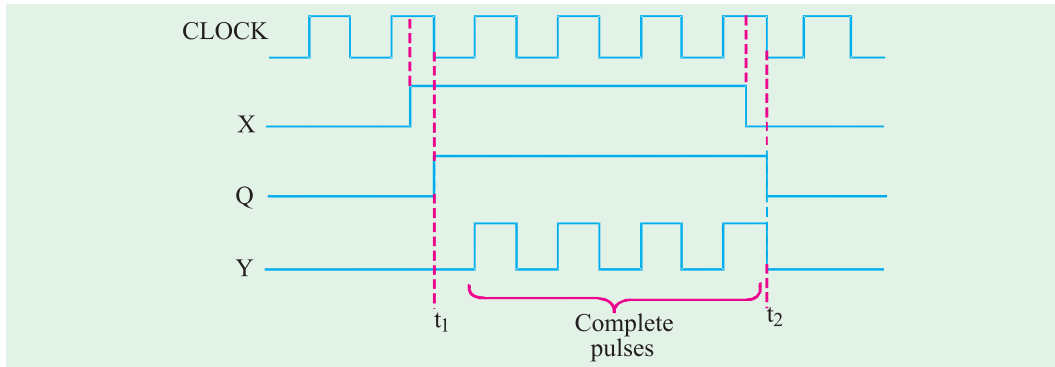 CLOCK
X
Q
Y
t1
t2
Complete
pulses